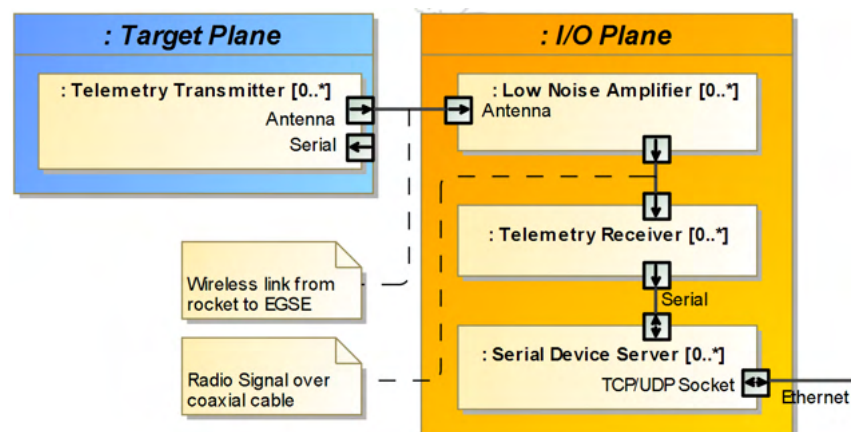 : Target Plane
: Telemetry Transmitter [0..*]
Antenna
Serial
Wireless link from
rocket to EGSE
Radio Signal over
coaxial cable
: I/O Plane
: Low Noise Amplifier [0..*]
Antenna
: Telemetry Receiver [0..*]
Serial
: Serial Device Server [0..*]
TCP/UDP Socket
Ethernet